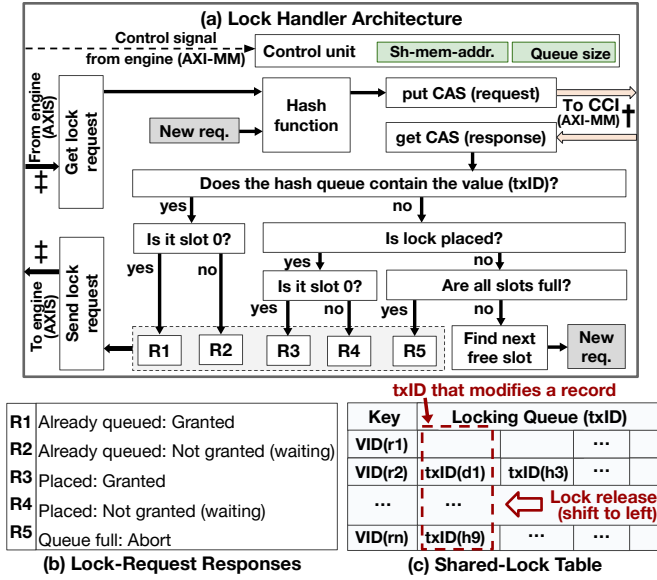 (a) Lock Handler Architecture
Control signal
from engine (AXI-MM)
Control unit
Sh-mem-addr.
Queue size
From engine
(AXIS)
‡‡
Get lock
request
New req.
Hash
function
put CAS (request)
get CAS (response)
To CCI
(AXI-MM)
†
Does the hash queue contain the value (txID)?
yes
no
Is it slot 0?
Is lock placed?
yes
no
yes
no
Is it slot 0?
Are all slots full?
yes
no
yes
no
‡‡
To engine
(AXIS)
Send lock
request
R1
R2
R3
R4
R5
Find next
free slot
New
req.
R1 Already queued: Granted
R2 Already queued: Not granted (waiting)
R3 Placed: Granted
R4 Placed: Not granted (waiting)
R5 Queue full: Abort
(b) Lock-Request Responses
txID that modifies a record
Key Locking Queue (txID)
VID(r1) ...
VID(r2) txID(d1) txID(h3) ...
... ...
Lock release
(shift to left)
VID(rn) txID(h9) ... ...
(c) Shared-Lock Table